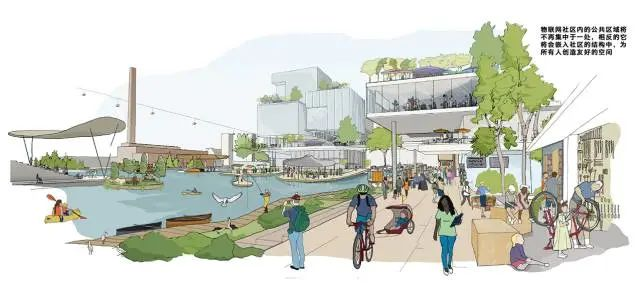 物联网社区内的公共区域将
不再集中于一处，相反的它
将会嵌入社区的结构中，为
所有人创造友好的空间